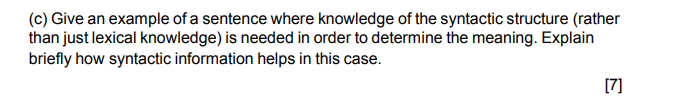 (c) Give an example of a sentence where knowledge of the syntactic structure (rather
than just lexical knowledge) is needed in order to determine the meaning. Explain
briefly how syntactic information helps in this case.
[7]